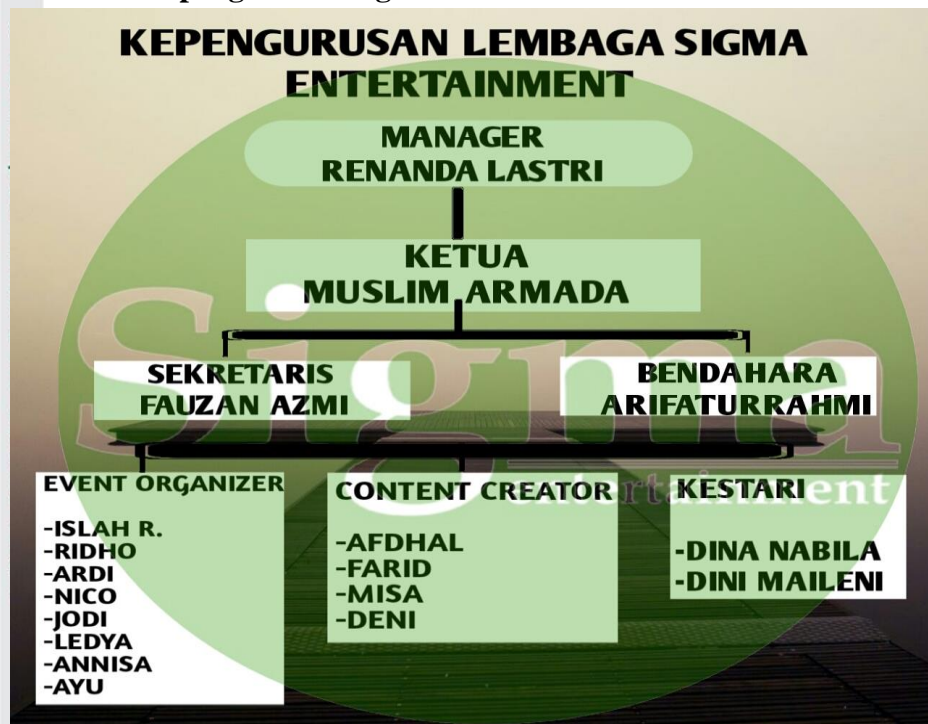 KEPENGURUSAN LEMBAGA SIGMA
ENTERTAINMENT
MANAGER
RENANDA LASTRI
KETUA
MUSLIM ARMADA
SEKRETARIS
FAUZAN AZMI
BENDAHARA
ARIFATURRAHMI
Sigma
entertainment
EVENT ORGANIZER
-ISLAH R.
-RIDHO
-ARDI
-NICO
-JODI
-LEDYA
-ANNISA
-AYU
CONTENT CREATOR
-AFDHAL
-FARID
-MISA
-DENI
KESTARI
-DINA NABILA
-DINI MAILENI